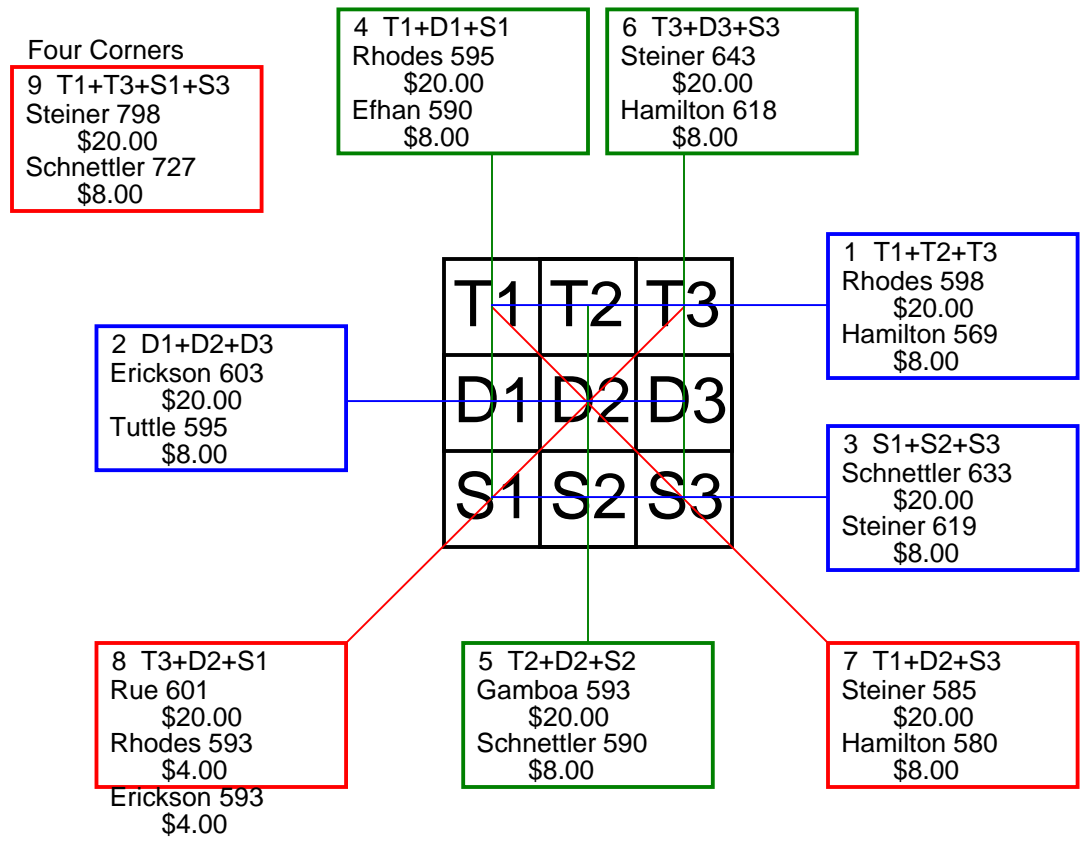 Four Corners
9 T1+T3+S1+S3
Steiner 798
$20.00
Schnettler 727
$8.00
4 T1+D1+S1
Rhodes 595
$20.00
Efhan 590
$8.00
6 T3+D3+S3
Steiner 643
$20.00
Hamilton 618
$8.00
1 T1+T2+T3
Rhodes 598
$20.00
Hamilton 569
$8.00
T1 T2 T3
D1 D2 D3
S1 S2 S3
2 D1+D2+D3
Erickson 603
$20.00
Tuttle 595
$8.00
3 S1+S2+S3
Schnettler 633
$20.00
Steiner 619
$8.00
8 T3+D2+S1
Rue 601
$20.00
Rhodes 593
$4.00
Erickson 593
$4.00
5 T2+D2+S2
Gamboa 593
$20.00
Schnettler 590
$8.00
7 T1+D2+S3
Steiner 585
$20.00
Hamilton 580
$8.00